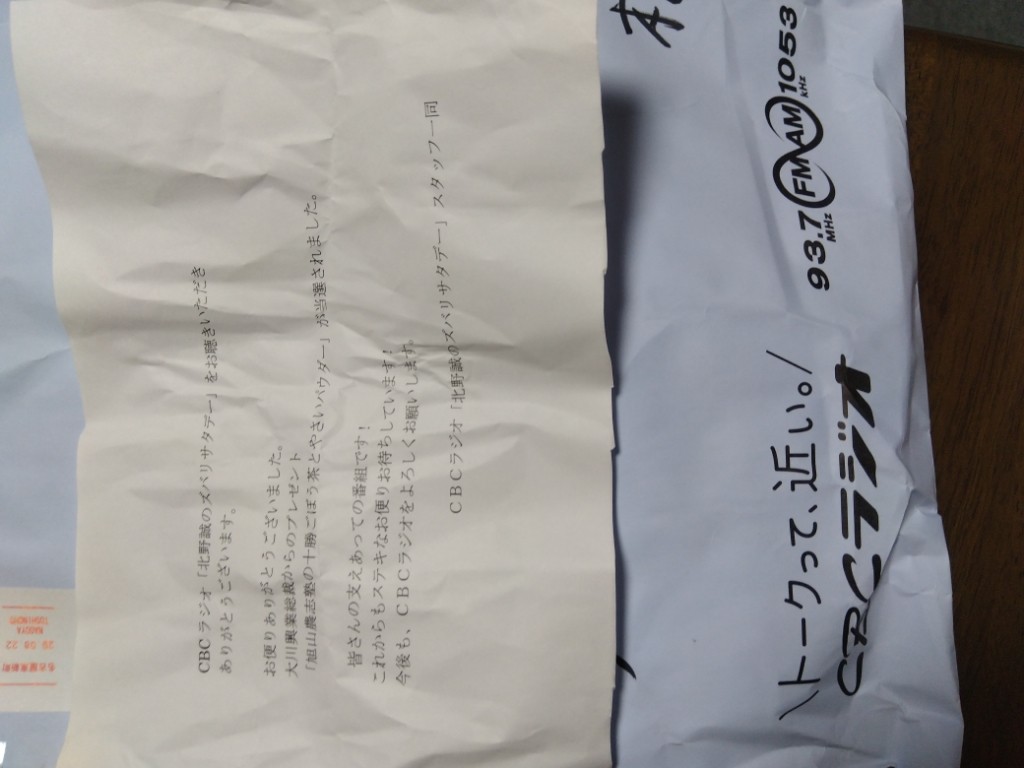 CBCラジオ「北野誠のズバリサタデー」をお聴きいただき
ありがとうございます。
お便りありがとうございました。
大川興業総裁からのプレゼント
「旭山農志塾の十勝ごぼう茶とやさいパウダー」が当選されました。
皆さんの支えあっての番組です!
これからもステキなお便りお待ちしています!
今後も、CBCラジオをよろしくお願いします。
CBCラジオ「北野誠のズバリサタデー」スタッフ一同
\トークって、近い。/
CBCラジオ
93.7 MHz FM AM 1053 kHz
29 08 22